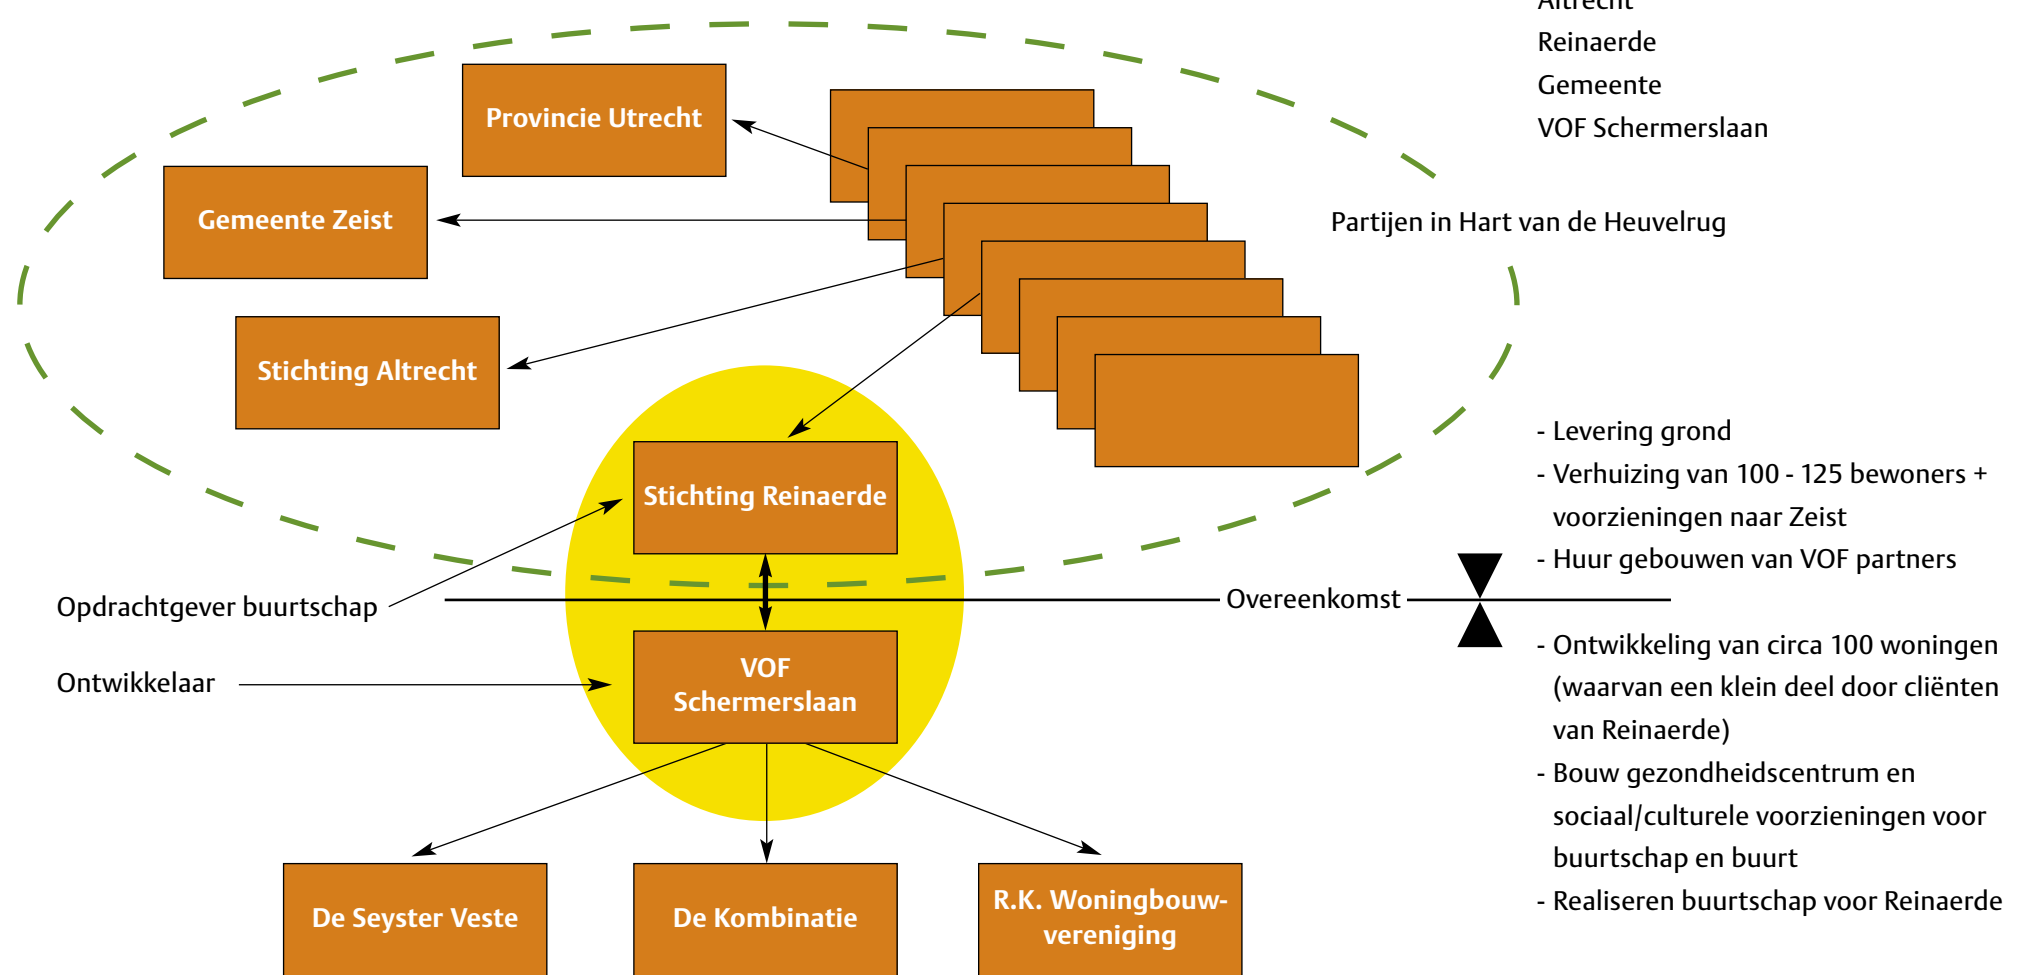 Altrecht
Reinaerde
Gemeente
VOF Schermerslaan
Provincie Utrecht
Gemeente Zeist
Partijen in Hart van de Heuvelrug
Stichting Altrecht
Stichting Reinaerde
- Levering grond
- Verhuizing van 100 - 125 bewoners +
voorzieningen naar Zeist
- Huur gebouwen van VOF partners
Opdrachtgever buurtschap
Overeenkomst
Ontwikkelaar
VOF
Schermerslaan
- Ontwikkeling van circa 100 woningen
(waarvan een klein deel door cliënten
van Reinaerde)
- Bouw gezondheidscentrum en
sociaal/culturele voorzieningen voor
buurtschap en buurt
- Realiseren buurtschap voor Reinaerde
De Seyster Veste
De Kombinatie
R.K. Woningbouw-
vereniging